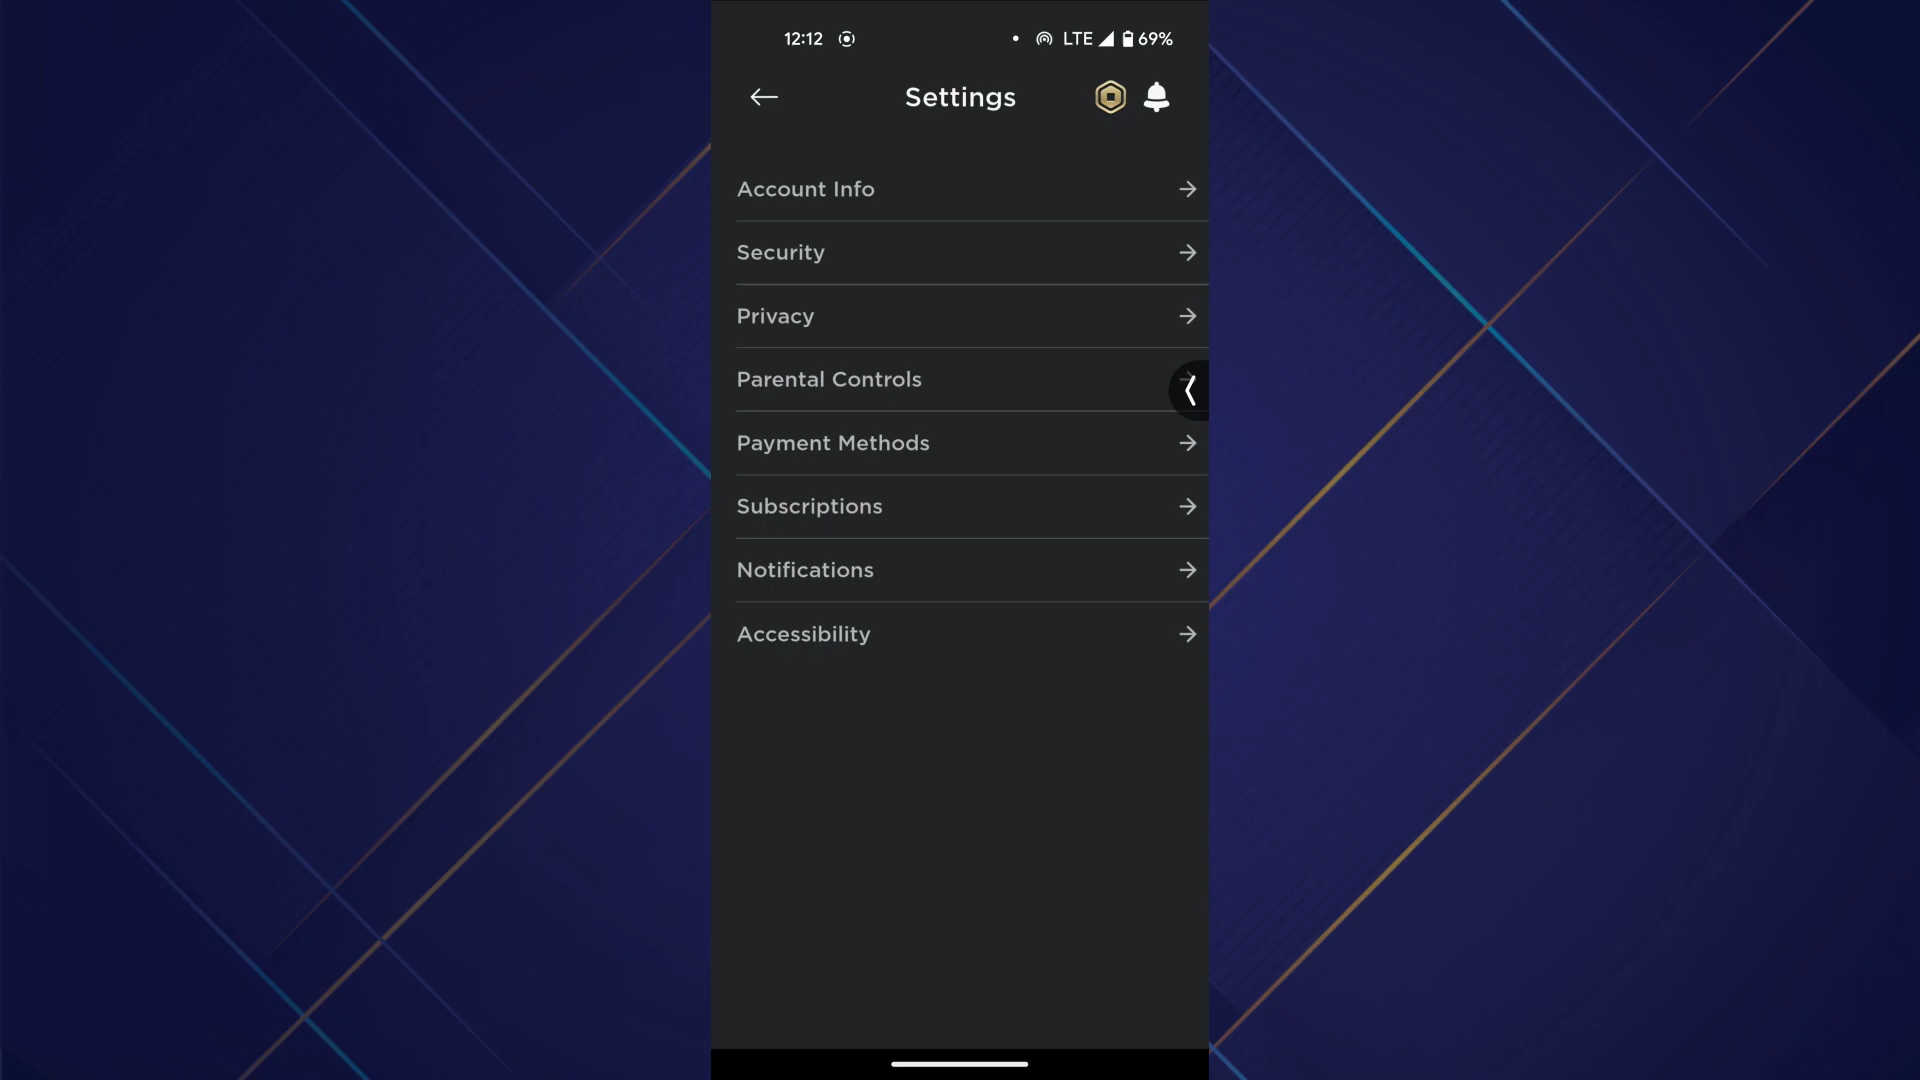 12:12 LTE 69%
Settings
Account Info
Security
Privacy
Parental Controls
Payment Methods
Subscriptions
Notifications
Accessibility